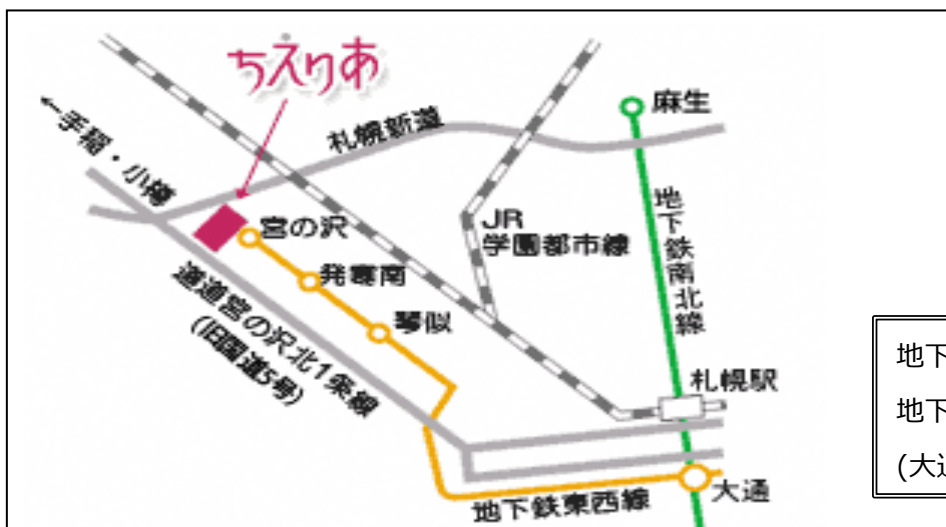 ちえりあ
←手稲・小樽
札幌新道
麻生
宮の沢
発寒南
琴似
JR
学園都市線
地下鉄南北線
道道宮の沢北1条線
(旧国道5号)
札幌駅
大通
地下鉄東西線
地下
地下
(大通